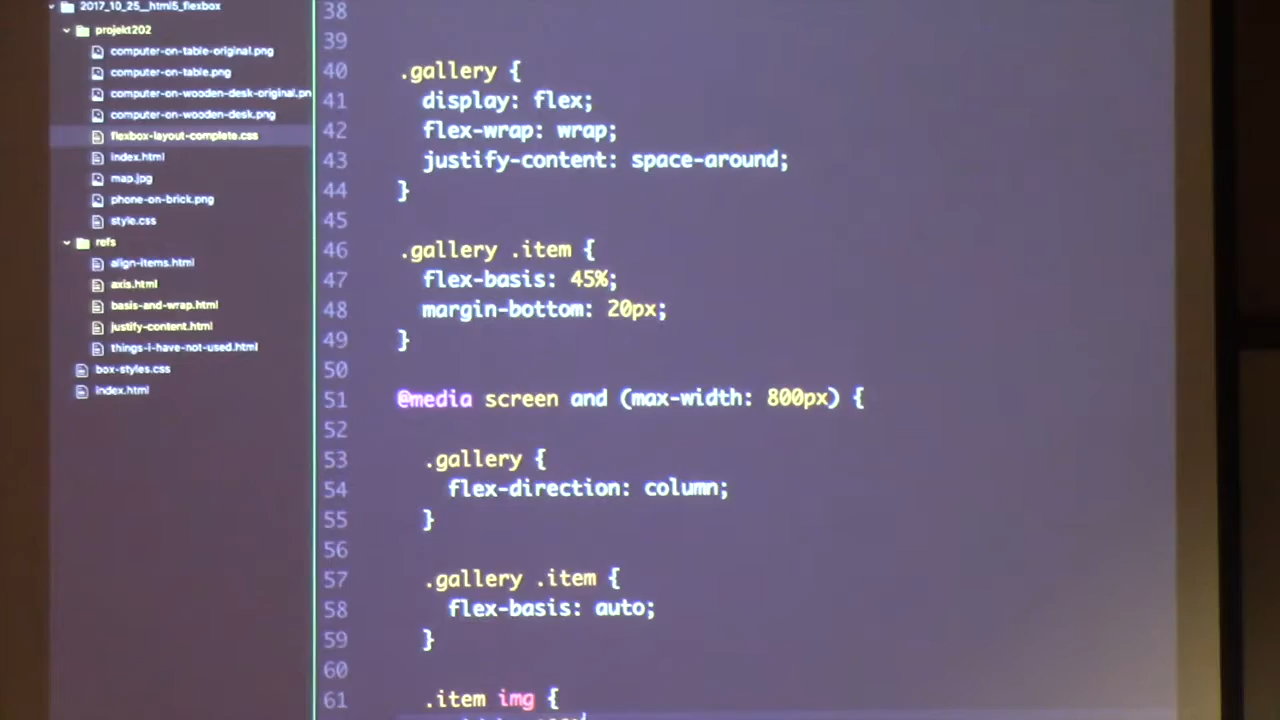 2017_10_25__html5_flexbox
projekt202
computer-on-table-original.png
computer-on-table.png
computer-on-wooden-desk-original.pn
computer-on-wooden-desk.png
flexbox-layout-complete.css
index.html
map.jpg
phone-on-brick.png
style.css
refs
align-items.html
axis.html
basis-and-wrap.html
justify-content.html
things-i-have-not-used.html
box-styles.css
index.html
38
39
40 .gallery {
41 display: flex;
42 flex-wrap: wrap;
43 justify-content: space-around;
44 }
45
46 .gallery .item {
47 flex-basis: 45%;
48 margin-bottom: 20px;
49 }
50
51 @media screen and (max-width: 800px) {
52
53 .gallery {
54 flex-direction: column;
55 }
56
57 .gallery .item {
58 flex-basis: auto;
59 }
60
61 .item img {